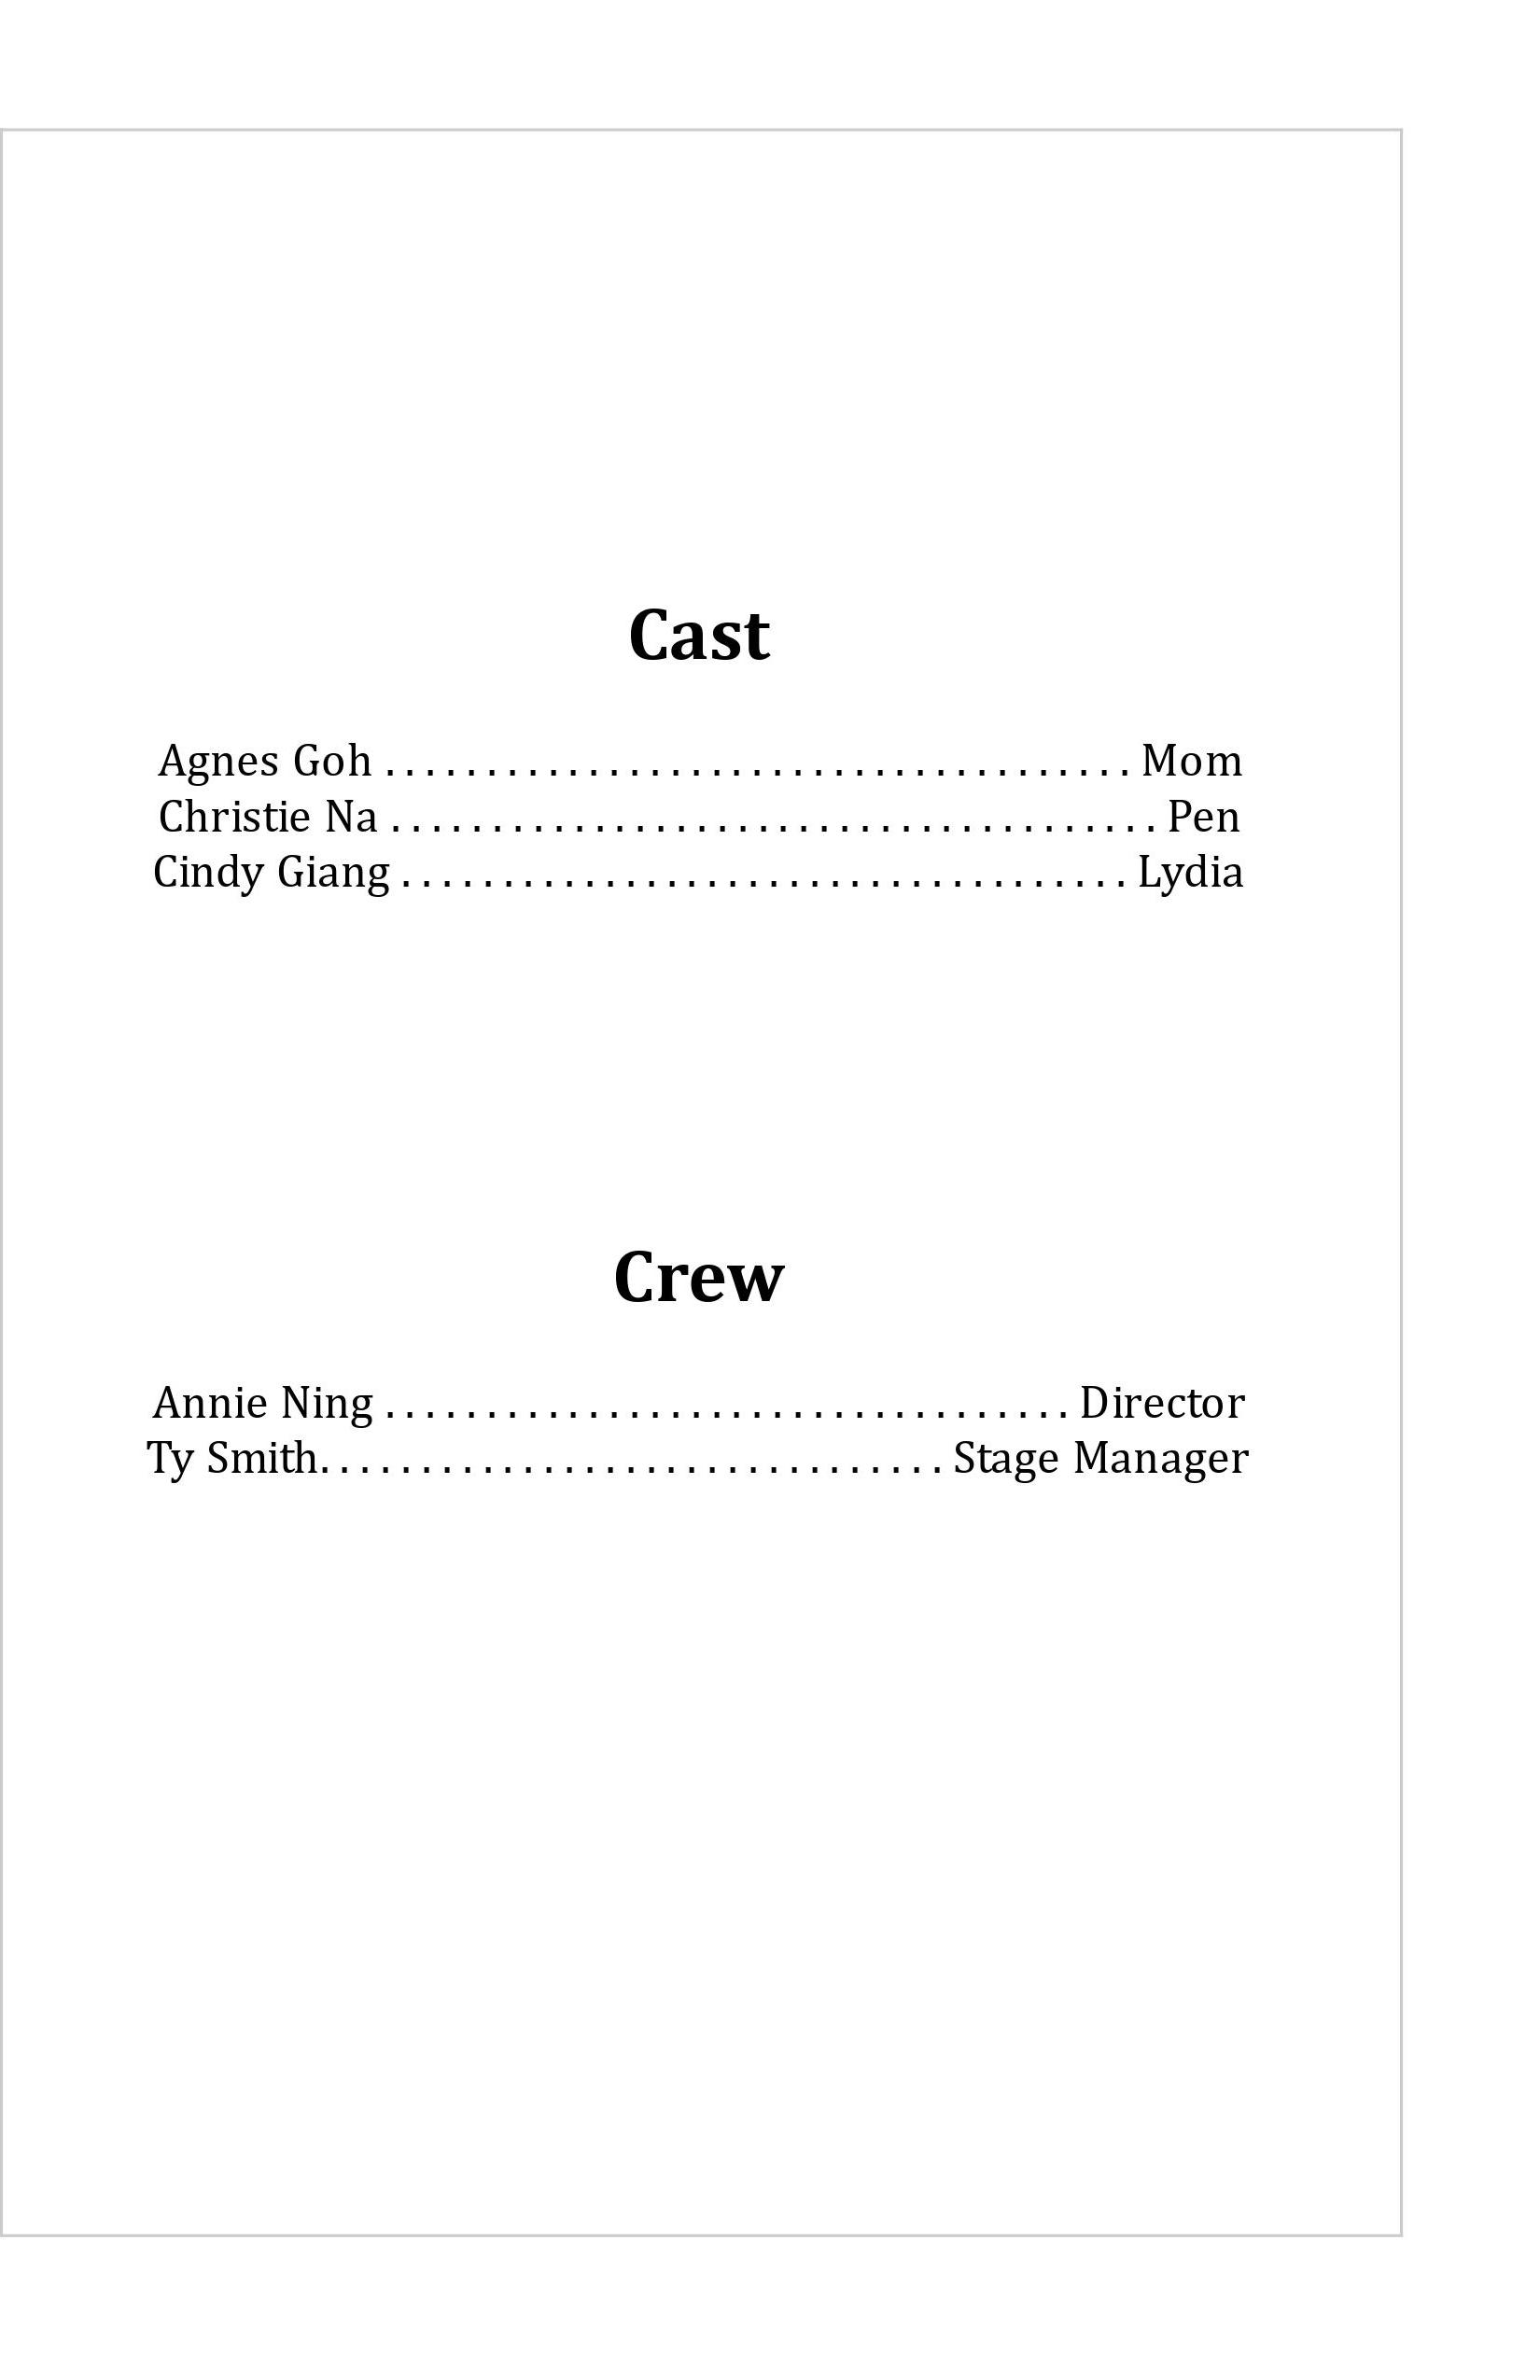 Cast
Agnes Goh . . . . . . . . . . . . . . . . . . . . . . . . . . . . . . . . . . . . . Mom
Christie Na . . . . . . . . . . . . . . . . . . . . . . . . . . . . . . . . . . . . . . Pen
Cindy Giang . . . . . . . . . . . . . . . . . . . . . . . . . . . . . . . . . . . . Lydia
Crew
Annie Ning . . . . . . . . . . . . . . . . . . . . . . . . . . . . . . . . . . Director
Ty Smith. . . . . . . . . . . . . . . . . . . . . . . . . . . . . . . Stage Manager